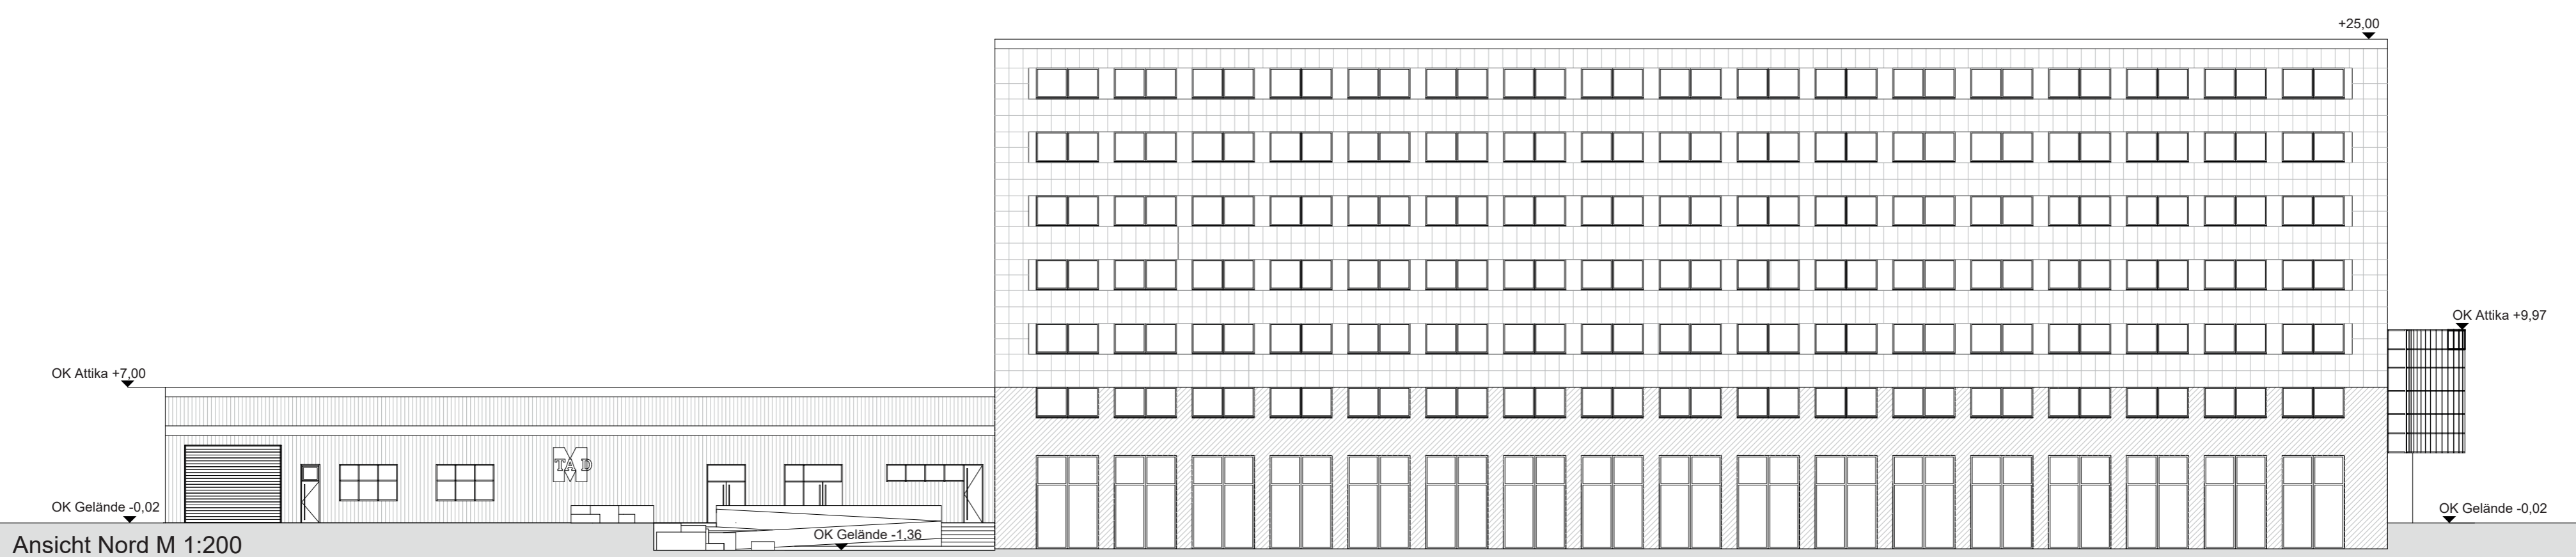 +25,00
OK Attika +9,97
OK Attika +7,00
M
TA D
OK Gelände -0,02
OK Gelände -0,02
OK Gelände -1,36
Ansicht Nord M 1:200